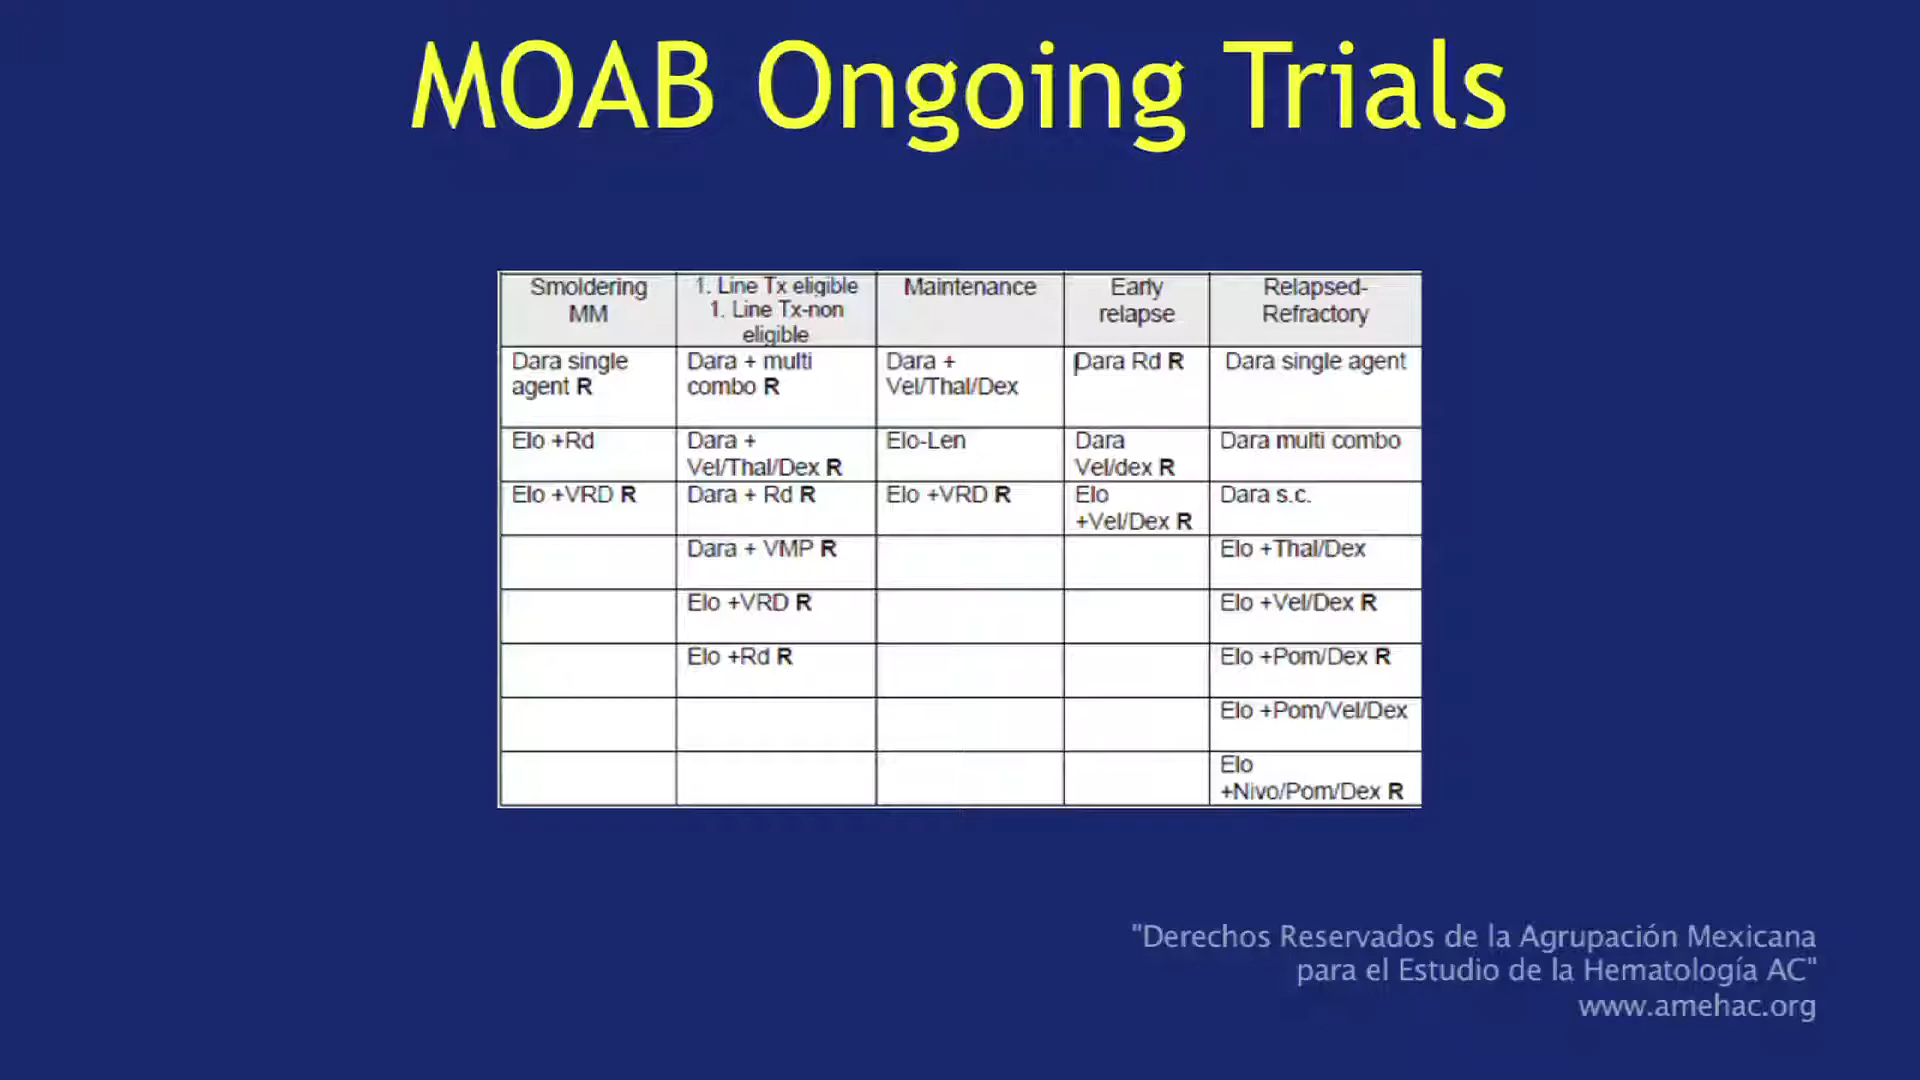 MOAB Ongoing Trials
Smoldering
MM
1. Line Tx eligible
1. Line Tx-non
eligible
Maintenance
Early
relapse
Relapsed-
Refractory
Dara single
agent R
Dara + multi
combo R
Dara +
Vel/Thal/Dex
Dara Rd R
Dara single agent
Elo +Rd
Dara +
Vel/Thal/Dex R
Elo-Len
Dara
Vel/dex R
Dara multi combo
Elo +VRD R
Dara + Rd R
Elo +VRD R
Elo
+Vel/Dex R
Dara s.c.
Dara + VMP R
Elo +Thal/Dex
Elo +VRD R
Elo +Vel/Dex R
Elo +Rd R
Elo +Pom/Dex R
Elo +Pom/Vel/Dex
Elo
+Nivo/Pom/Dex R
"Derechos Reservados de la Agrupación Mexicana
para el Estudio de la Hematología AC"
www.amehac.org